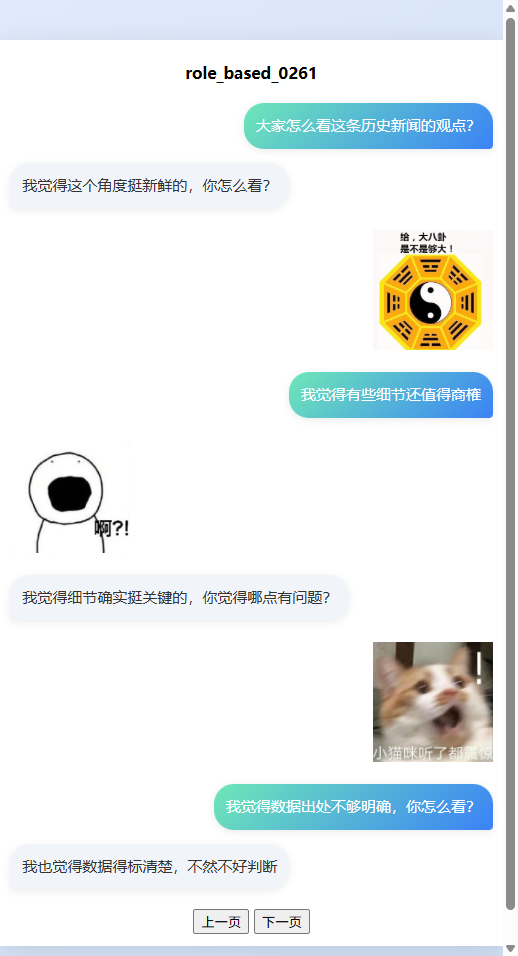 role_based_0261
大家怎么看这条历史新闻的观点？
我觉得这个角度挺新鲜的，你怎么看？
给，大八卦
是不是够大！
我觉得有些细节还值得商榷
啊?!
我觉得细节确实挺关键的，你觉得哪点有问题？
!
小猫咪听了都震惊
我觉得数据出处不够明确，你怎么看？
我也觉得数据得标清楚，不然不好判断
上一页 下一页